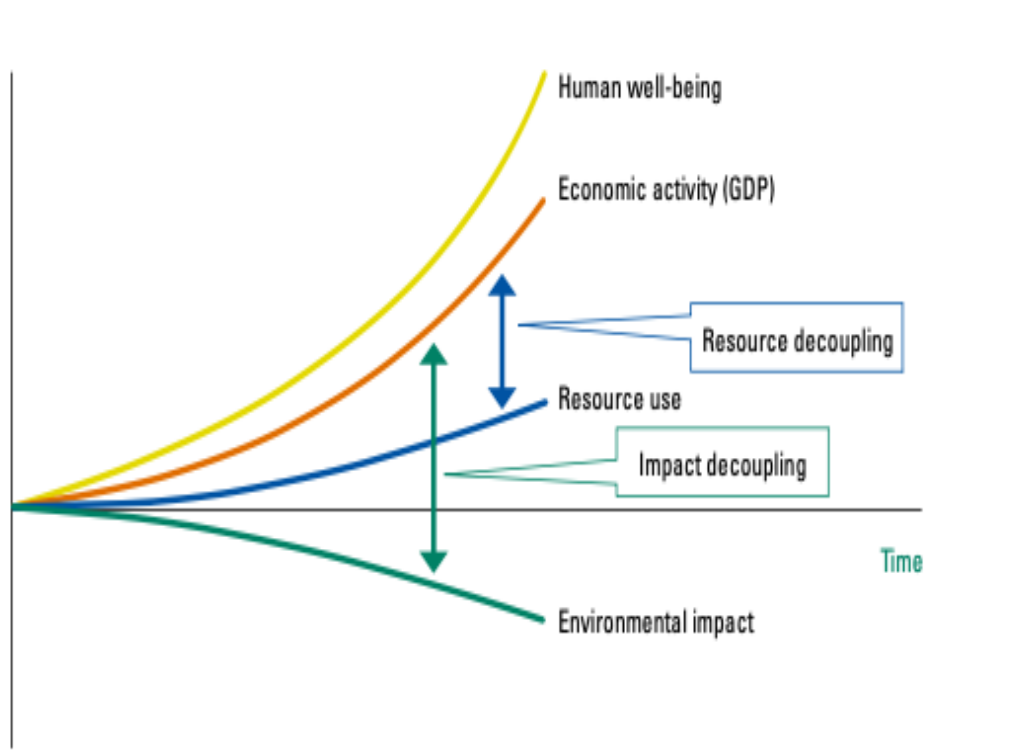 Human well-being
Economic activity (GDP)
Resource decoupling
Resource use
Impact decoupling
Time
Environmental impact